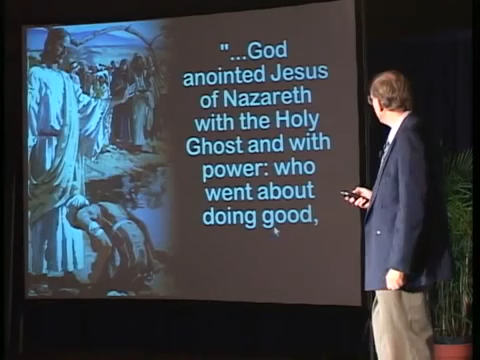 "...God
anointed Jesus
of Nazareth
with the Holy
Ghost and with
power: who
went about
doing good,